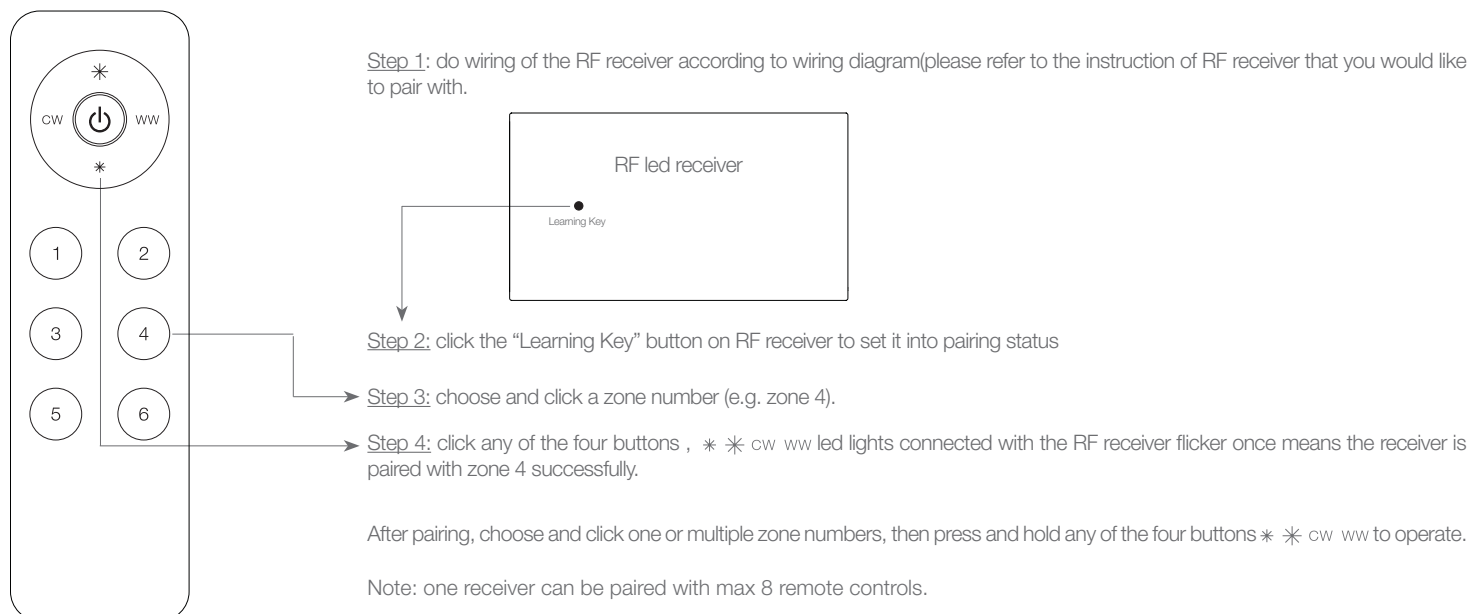 CW WW
1 2
3 4
5 6
Step 1: do wiring of the RF receiver according to wiring diagram(please refer to the instruction of RF receiver that you would like
to pair with.
RF led receiver
Learning Key
Step 2: click the “Learning Key” button on RF receiver to set it into pairing status
Step 3: choose and click a zone number (e.g. zone 4).
Step 4: click any of the four buttons , CW WW led lights connected with the RF receiver flicker once means the receiver is
paired with zone 4 successfully.
After pairing, choose and click one or multiple zone numbers, then press and hold any of the four buttons CW WW to operate.
Note: one receiver can be paired with max 8 remote controls.